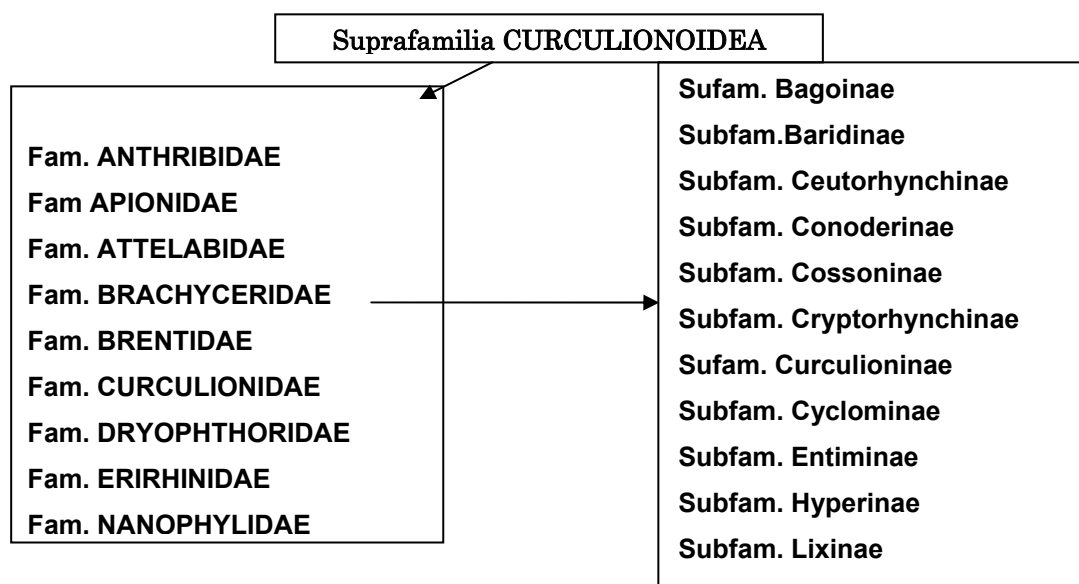 Suprafamilia CURCULIONOIDEA
Fam. ANTHRIBIDAE
Fam APIONIDAE
Fam. ATTELABIDAE
Fam. BRACHYCERIDAE
Fam. BRENTIDAE
Fam. CURCULIONIDAE
Fam. DRYOPHTHORIDAE
Fam. ERIRHINIDAE
Fam. NANOPHYLIDAE
Sufam. Bagoinae
Subfam.Baridinae
Subfam. Ceutorhynchinae
Subfam. Conoderinae
Subfam. Cossoninae
Subfam. Cryptorhynchinae
Sufam. Curculioninae
Subfam. Cyclominae
Subfam. Entiminae
Subfam. Hyperinae
Subfam. Lixinae